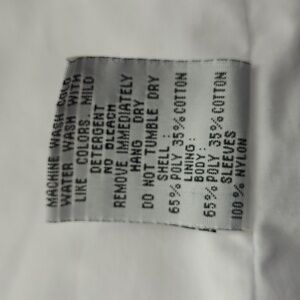 MACHINE WASH COLD
WATER WASH WITH
LIKE COLORS. MILD
DETERGENT
NO BLEACH
REMOVE IMMEDIATELY
HANG DRY
DO NOT TUMBLE DRY
SHELL:
65% POLY 35% COTTON
LINING:
BODY:
65% POLY 35% COTTON
SLEEVES
100% NYLON